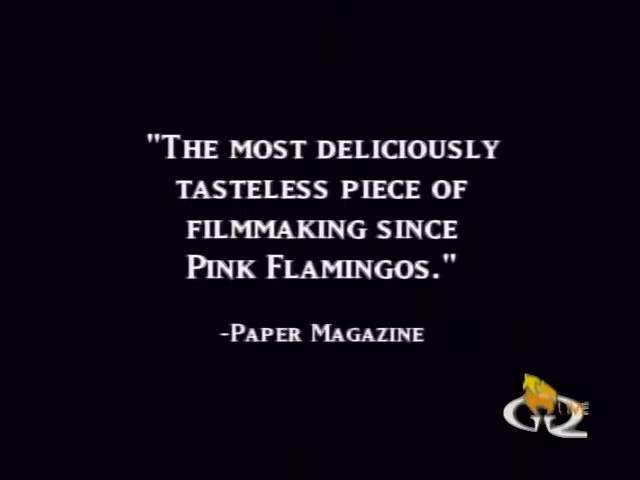 "The most deliciously
tasteless piece of
filmmaking since
Pink Flamingos."
-Paper Magazine